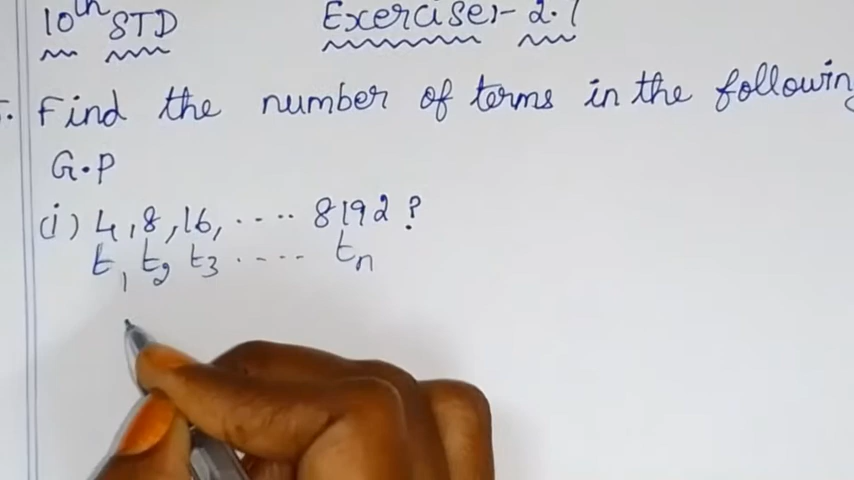 10th STD Exercise:- 2.7
5. Find the number of terms in the following
G.P
(i) 4, 8, 16, ..... 8192 ?
t1 t2 t3 ..... tn